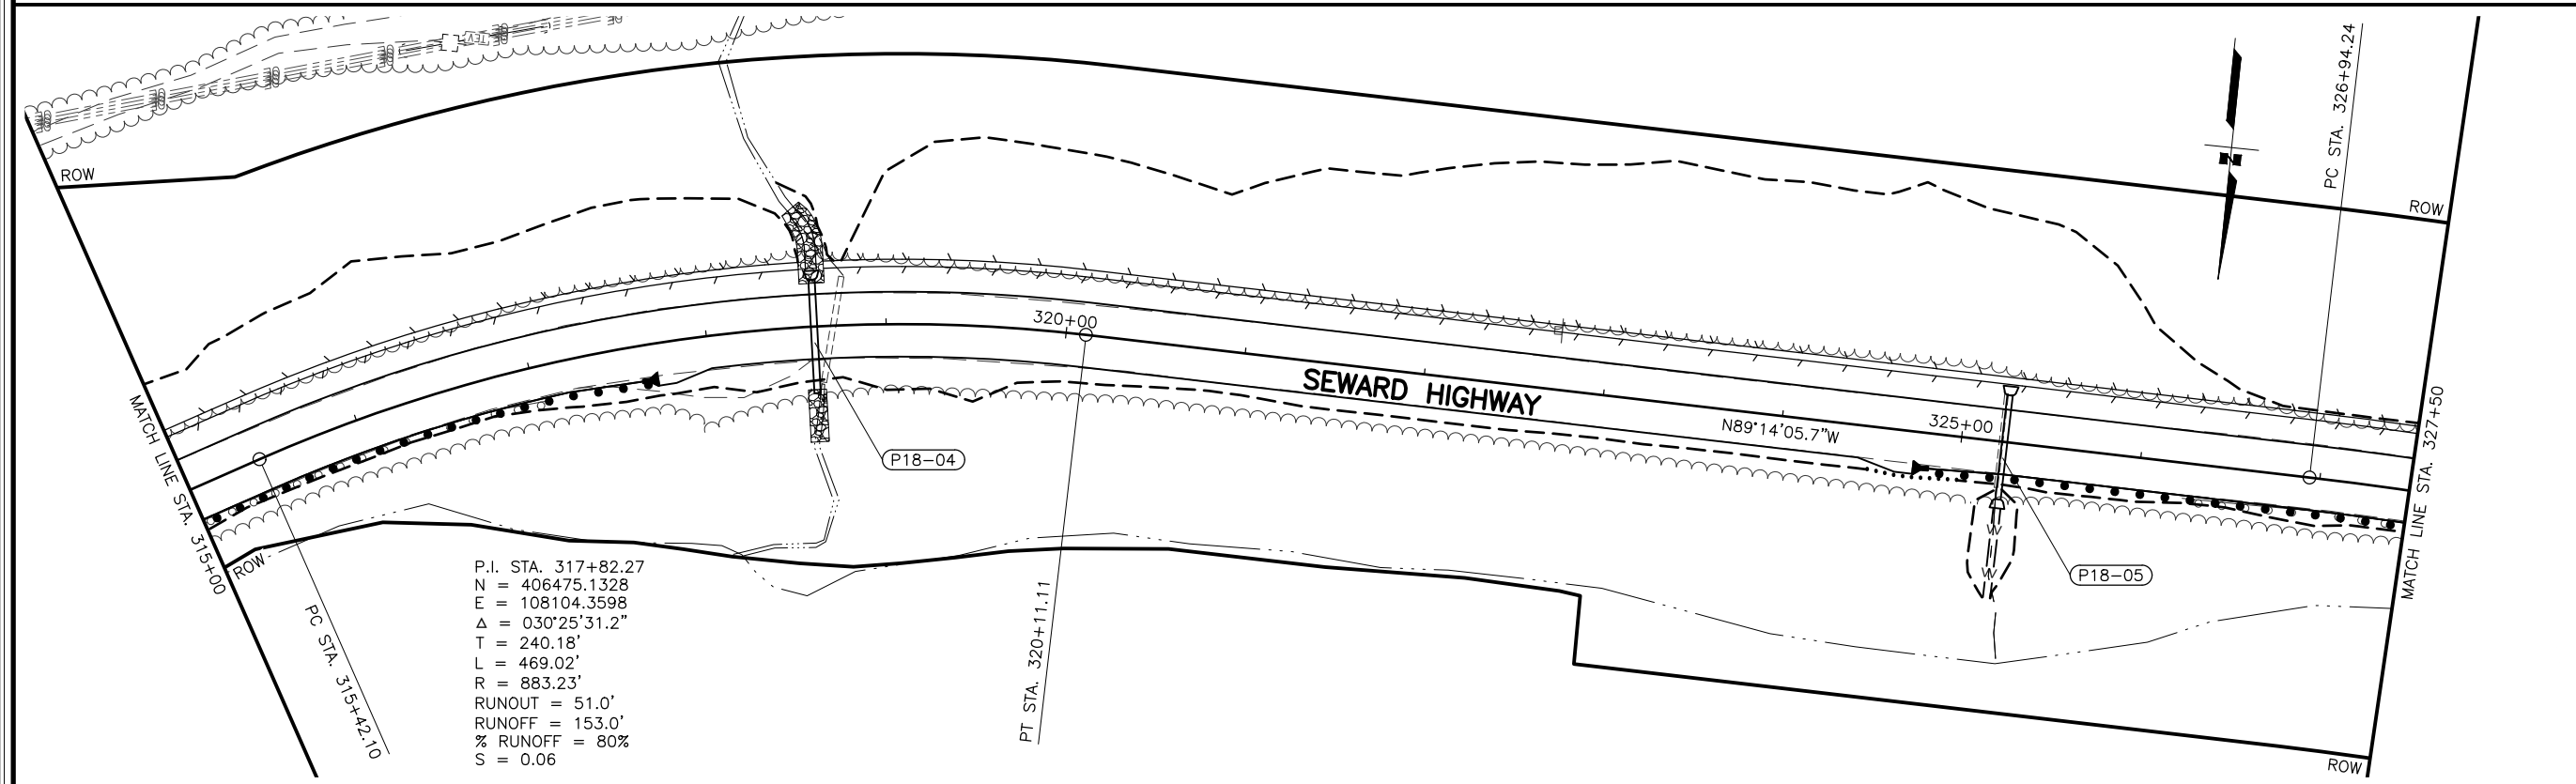 ROW
PC STA. 326+94.24
N
ROW
320+00
SEWARD HIGHWAY
N89°14'05.7"W
325+00
MATCH LINE STA. 315+00
MATCH LINE STA. 327+50
P18-04
P18-05
ROW
PC STA. 315+42.10
PT STA. 320+11.11
P.I. STA. 317+82.27
N = 406475.1328
E = 108104.3598
Δ = 030°25'31.2"
T = 240.18'
L = 469.02'
R = 883.23'
RUNOUT = 51.0'
RUNOFF = 153.0'
% RUNOFF = 80%
S = 0.06
ROW